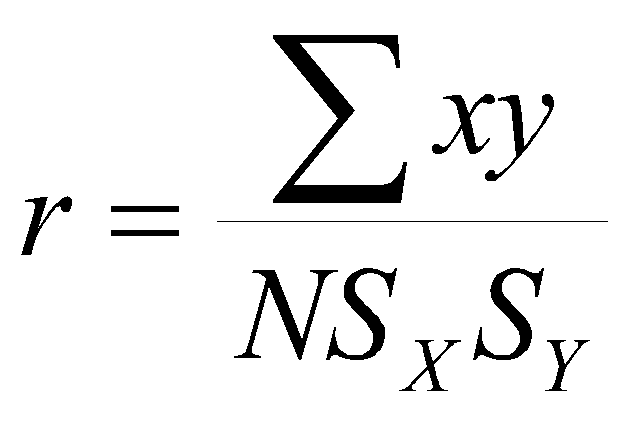 r = ∑xy / NS_X S_Y